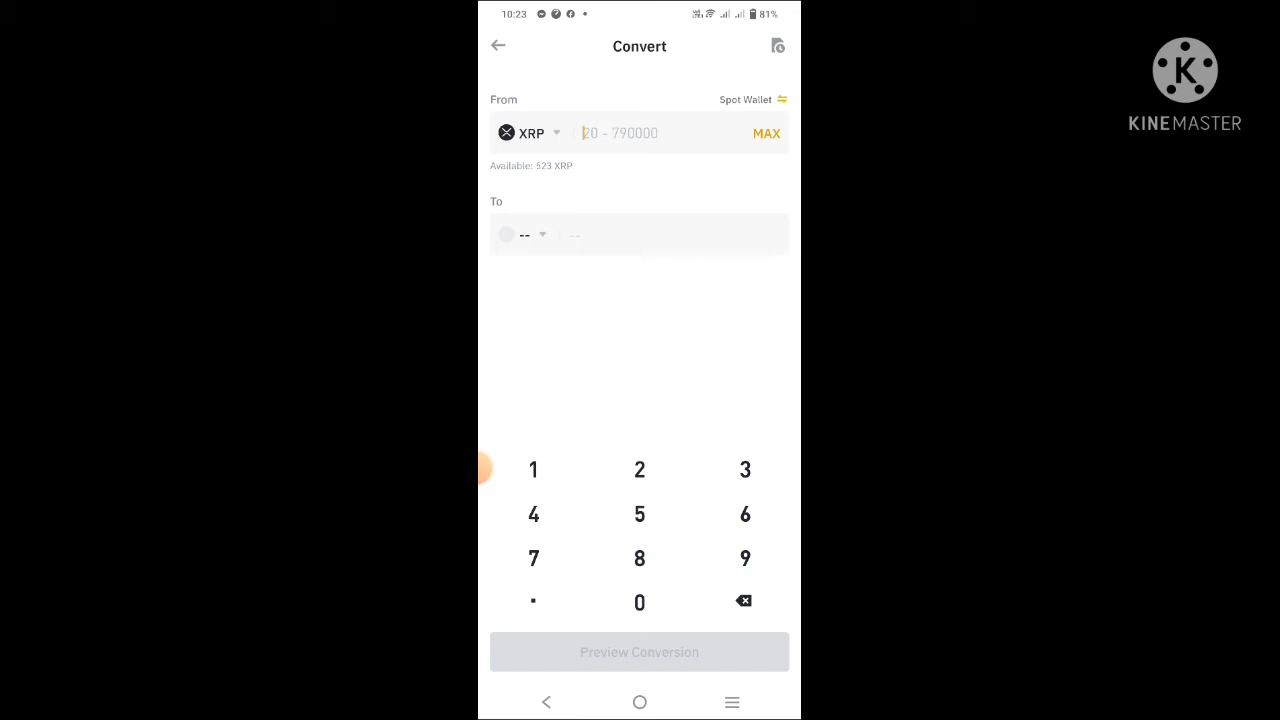 10:23
81%
Convert
From
Spot Wallet
XRP
20 - 790000
MAX
Available: 523 XRP
To
--
--
1
2
3
4
5
6
7
8
9
.
0
Preview Conversion
K
KINEMASTER